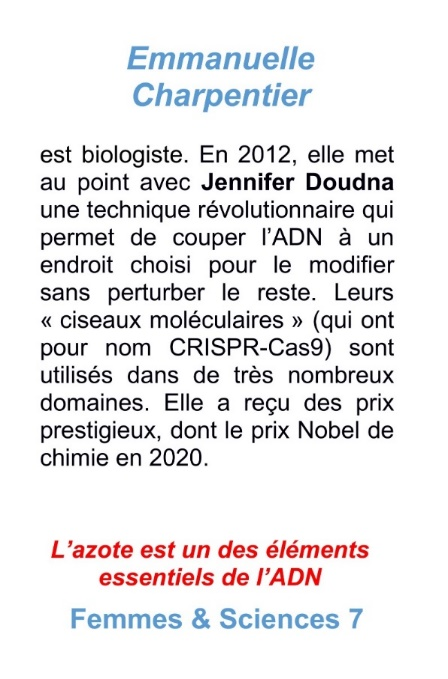 Emmanuelle
Charpentier
est biologiste. En 2012, elle met
au point avec Jennifer Doudna
une technique révolutionnaire qui
permet de couper l’ADN à un
endroit choisi pour le modifier
sans perturber le reste. Leurs
« ciseaux moléculaires » (qui ont
pour nom CRISPR-Cas9) sont
utilisés dans de très nombreux
domaines. Elle a reçu des prix
prestigieux, dont le prix Nobel de
chimie en 2020.
L’azote est un des éléments
essentiels de l’ADN
Femmes & Sciences 7